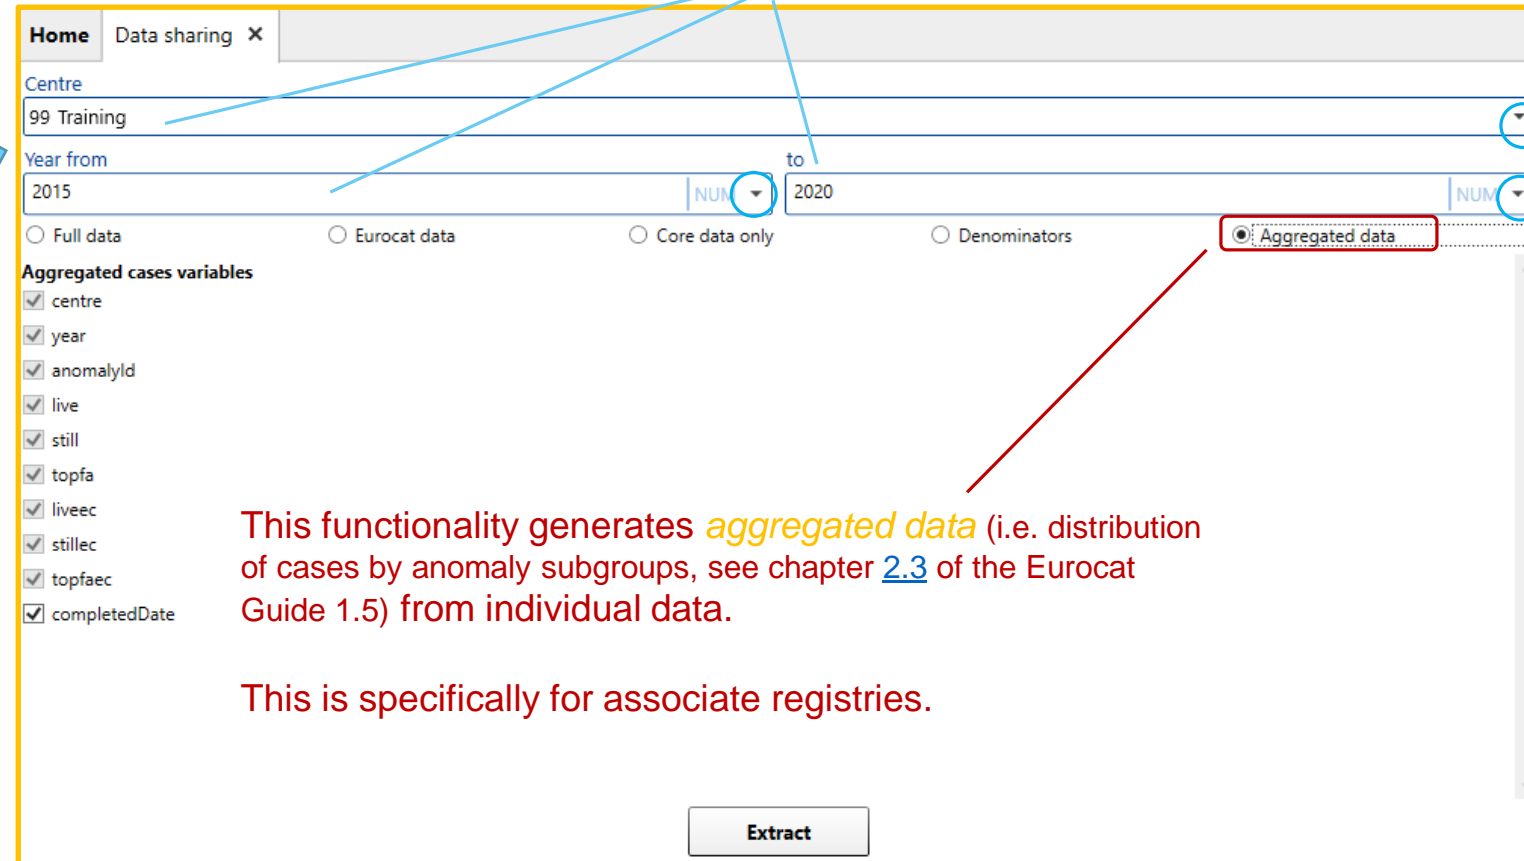 Home Data sharing ×
Centre
99 Training
Year from to
2015 NUM 2020 NUM
Full data Eurocat data Core data only Denominators Aggregated data
Aggregated cases variables
centre
year
anomalyId
live
still
topfa
liveec
stillec
topfaec
completedDate
This functionality generates aggregated data (i.e. distribution
of cases by anomaly subgroups, see chapter 2.3 of the Eurocat
Guide 1.5) from individual data.
This is specifically for associate registries.
Extract